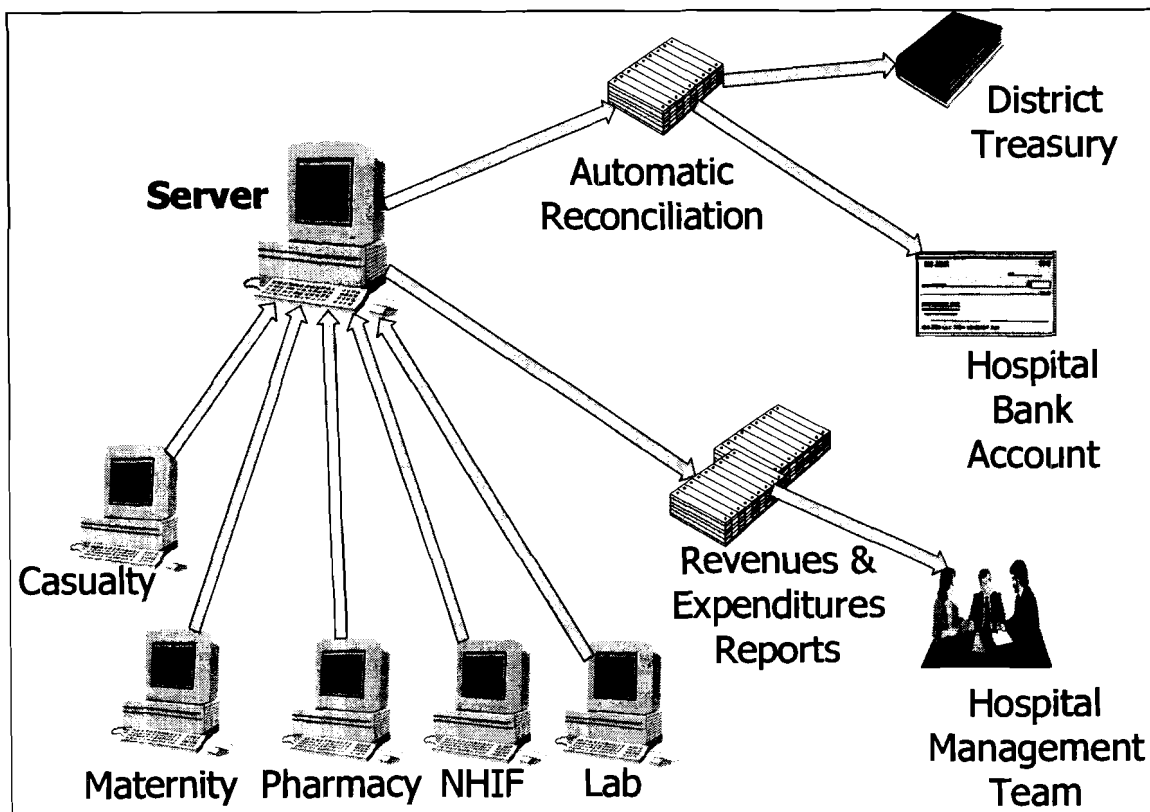 District
Treasury
Automatic
Reconciliation
Server
Hospital
Bank
Account
Casualty
Revenues &
Expenditures
Reports
Maternity
Pharmacy
NHIF
Lab
Hospital
Management
Team